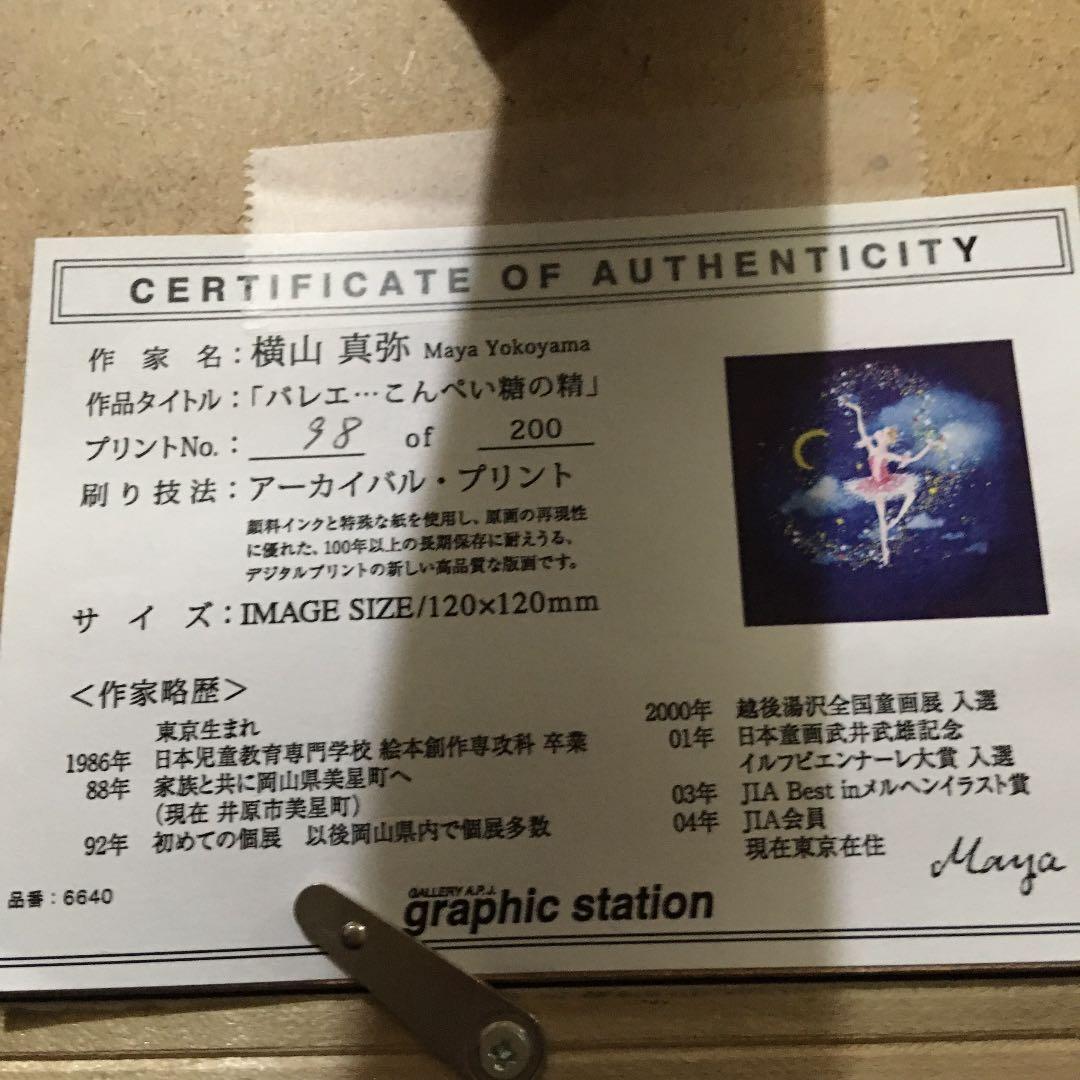 CERTIFICATE OF AUTHENTICITY
作家名：横山 真弥 Maya Yokoyama
作品タイトル：「バレエ…こんぺい糖の精」
プリントNo.： 98 of 200
刷り技法：アーカイバル・プリント
顔料インクと特殊な紙を使用し、原画の再現性
に優れた、100年以上の長期保存に耐えうる、
デジタルプリントの新しい高品質な版画です。
サイズ：IMAGE SIZE/120×120mm
＜作家略歴＞
東京生まれ
1986年 日本児童教育専門学校 絵本創作専攻科 卒業
88年 家族と共に岡山県美星町へ
(現在 井原市美星町)
92年 初めての個展 以後岡山県内で個展多数
2000年 越後湯沢全国童画展 入選
01年 日本童画武井武雄記念
イルフビエンナーレ大賞 入選
03年 JIA Best inメルヘンイラスト賞
04年 JIA会員
現在東京在住
Maya
品番：6640
GALLERY A.P.J.
graphic station